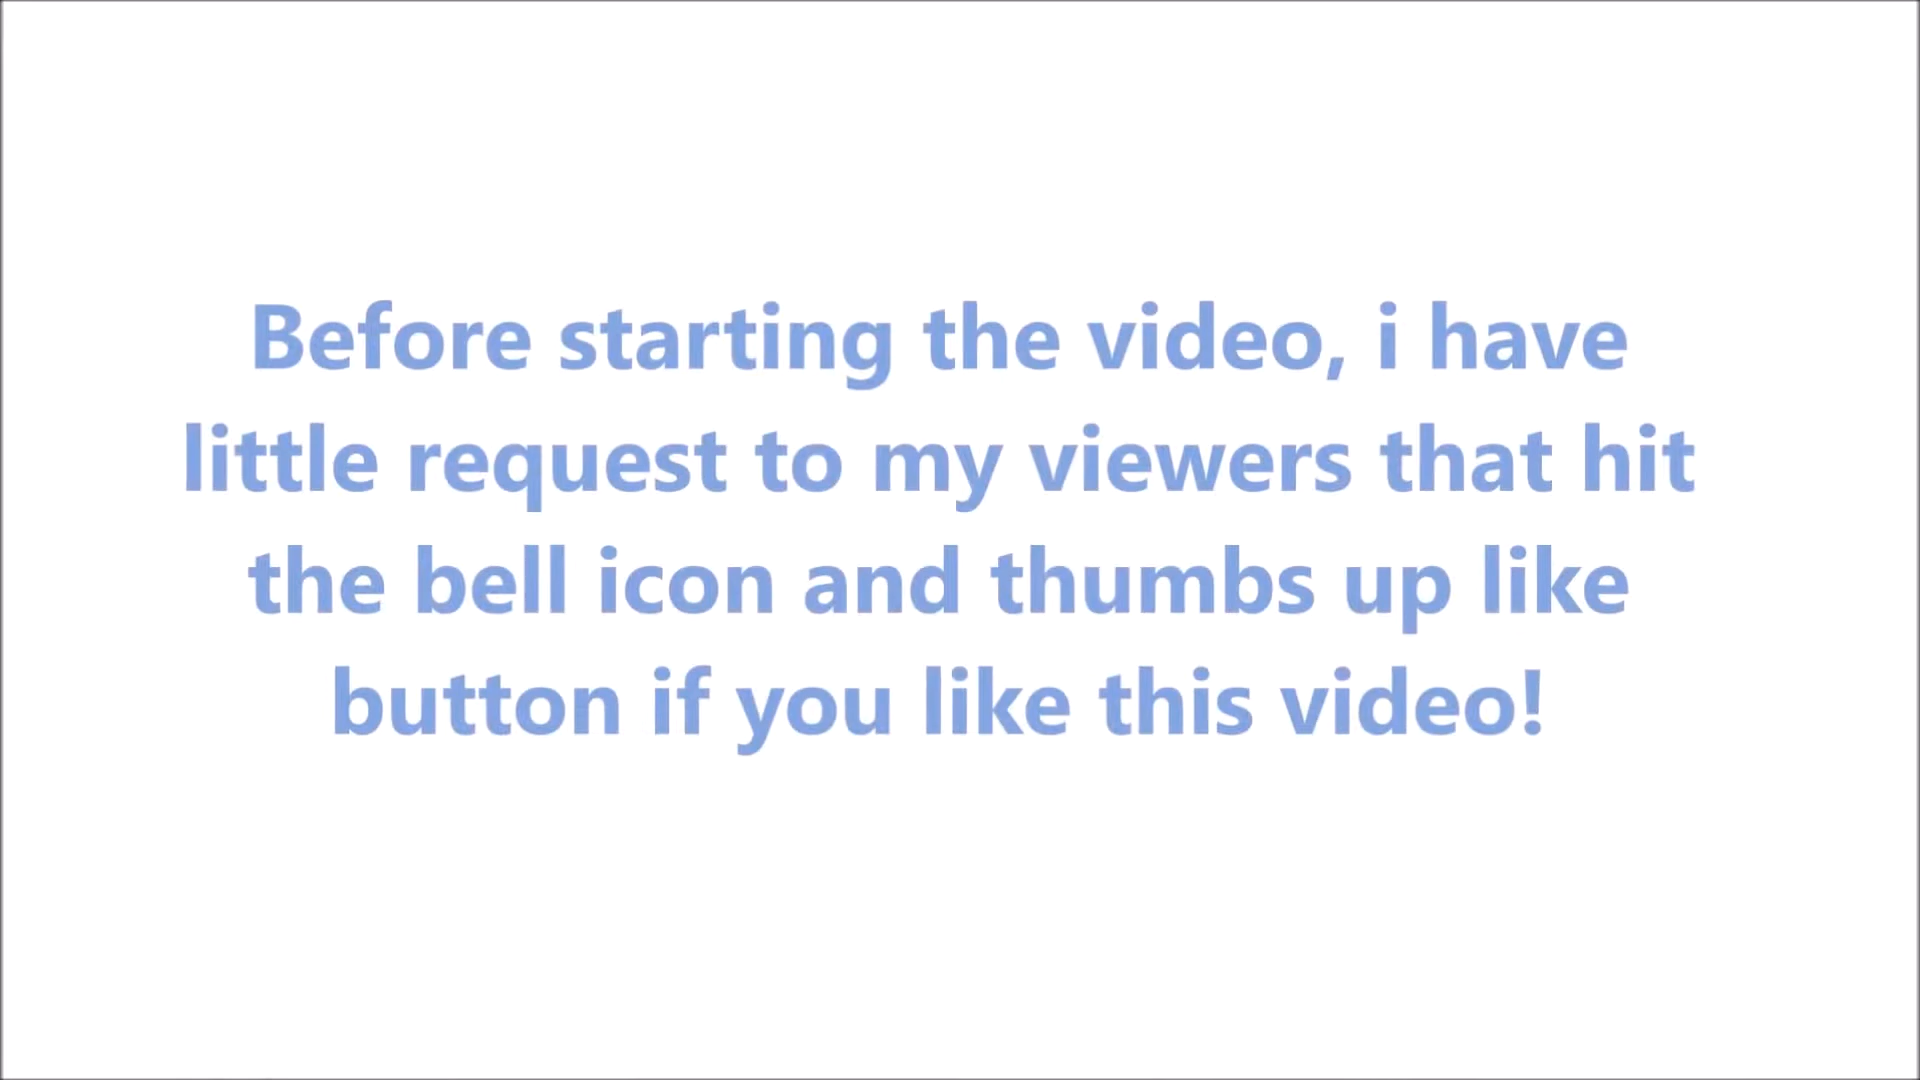 Before starting the video, i have
little request to my viewers that hit
the bell icon and thumbs up like
button if you like this video!